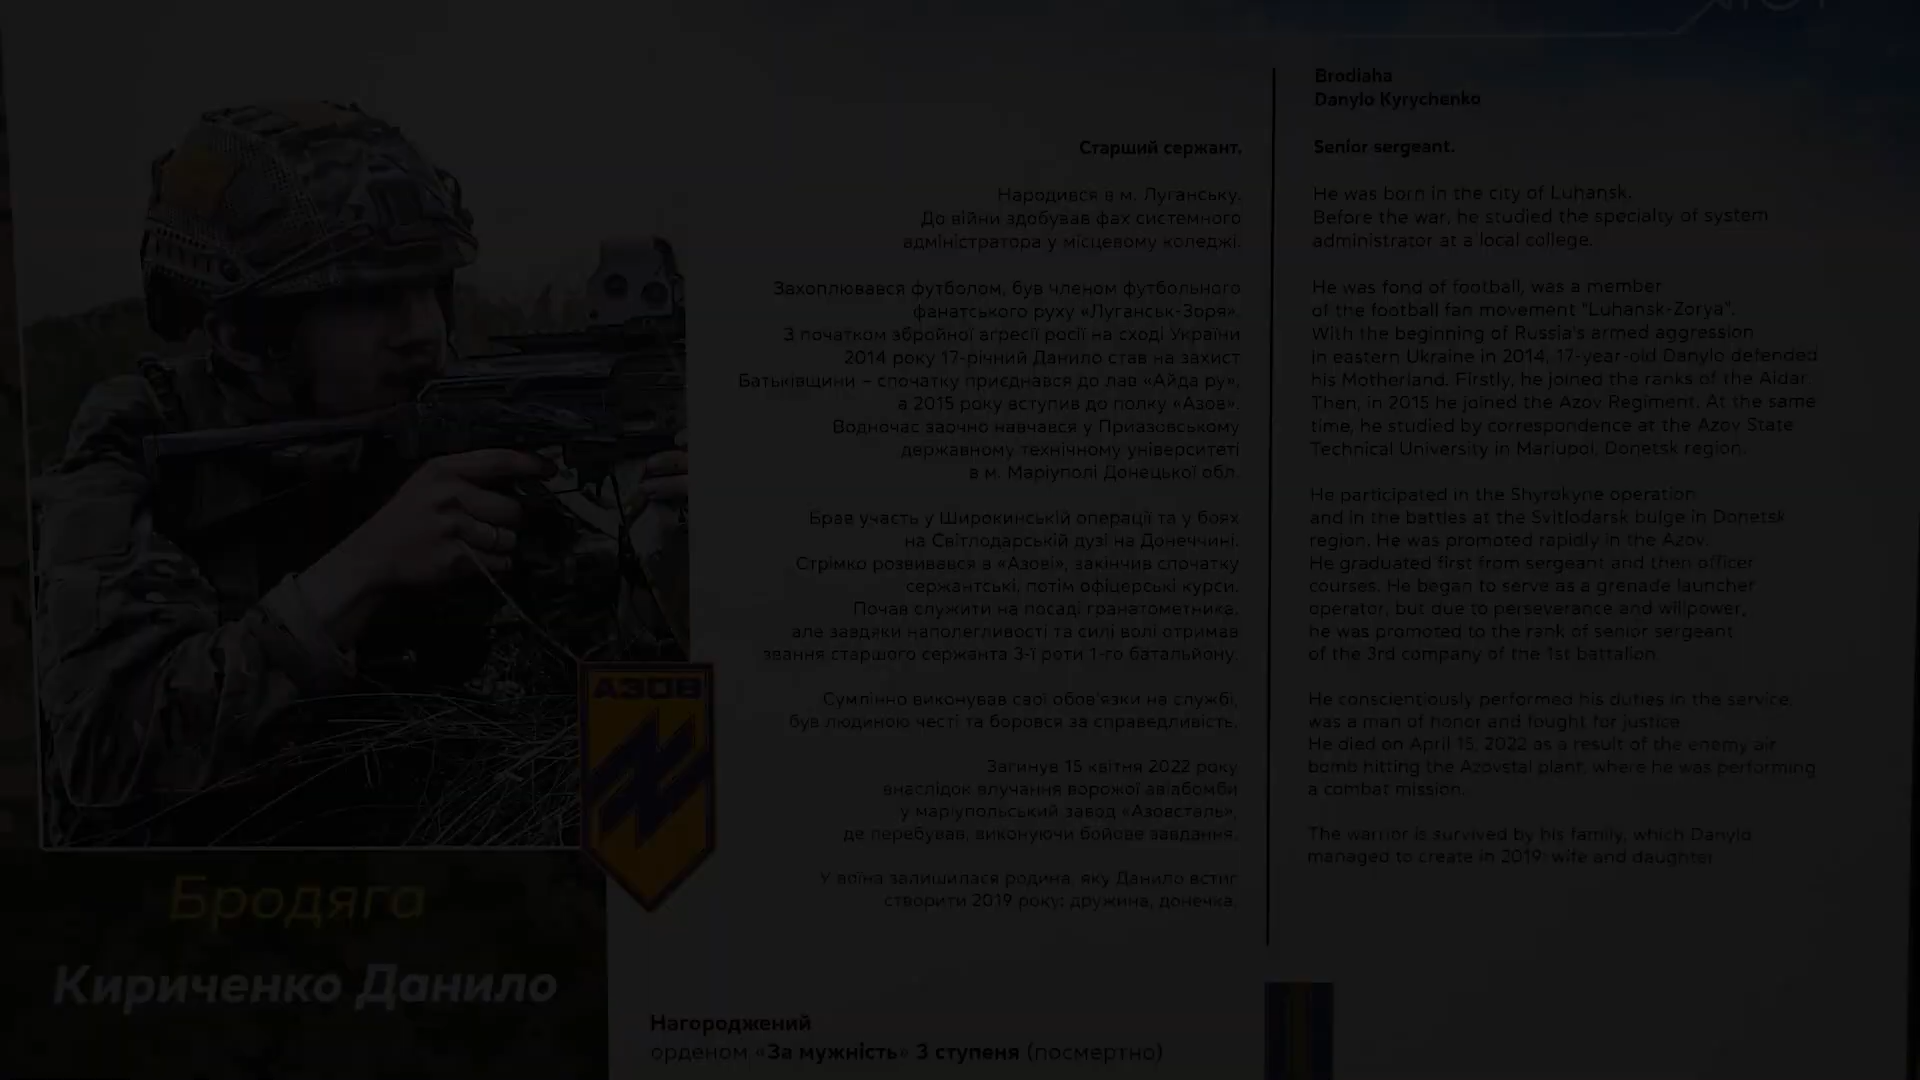 Старший сержант.
Народився в м. Луганську.
До війни здобував фах системного
адміністратора у місцевому коледжі.
Захоплювався футболом, був членом футбольного
фанатського руху «Луганськ-Зоря».
З початком збройної агресії росії на сході України
2014 року 17-річний Данило став на захист
Батьківщини – спочатку приєднався до лав «Айда ру»,
а 2015 року вступив до полку «Азов».
Водночас заочно навчався у Приазовському
державному технічному університеті
в м. Маріуполі Донецької обл.
Брав участь у Широкинській операції та у боях
на Світлодарській дузі на Донеччині.
Стрімко розвивався в «Азові», закінчив спочатку
сержантські, потім офіцерські курси.
Почав служити на посаді гранатометника,
але завдяки наполегливості та силі волі отримав
звання старшого сержанта 3-ї роти 1-го батальйону.
Сумлінно виконував свої обов'язки на службі,
був людиною честі та боровся за справедливість.
Загинув 15 квітня 2022 року
внаслідок влучання ворожої авіабомби
у маріупольський завод «Азовсталь»,
де перебував, виконуючи бойове завдання.
У воїна залишилася родина, яку Данило встиг
створити 2019 року: дружина, донечка.
Brodiaha
Danylo Kyrychenko
Senior sergeant.
He was born in the city of Luhansk.
Before the war, he studied the specialty of system
administrator at a local college.
He was fond of football, was a member
of the football fan movement "Luhansk-Zorya".
With the beginning of Russia's armed aggression
in eastern Ukraine in 2014, 17-year-old Danylo defended
his Motherland. Firstly, he joined the ranks of the Aidar.
Then, in 2015 he joined the Azov Regiment. At the same
time, he studied by correspondence at the Azov State
Technical University in Mariupol, Donetsk region.
He participated in the Shyrokyne operation
and in the battles at the Svitlodarsk bulge in Donetsk
region. He was promoted rapidly in the Azov.
He graduated first from sergeant and then officer
courses. He began to serve as a grenade launcher
operator, but due to perseverance and willpower,
he was promoted to the rank of senior sergeant
of the 3rd company of the 1st battalion.
He conscientiously performed his duties in the service,
was a man of honor and fought for justice.
He died on April 15, 2022 as a result of the enemy air
bomb hitting the Azovstal plant, where he was performing
a combat mission.
The warrior is survived by his family, which Danylo
managed to create in 2019: wife and daughter.
АЗОВ
Бродяга
Кириченко Данило
Нагороджений
орденом «За мужність» 3 ступеня (посмертно)